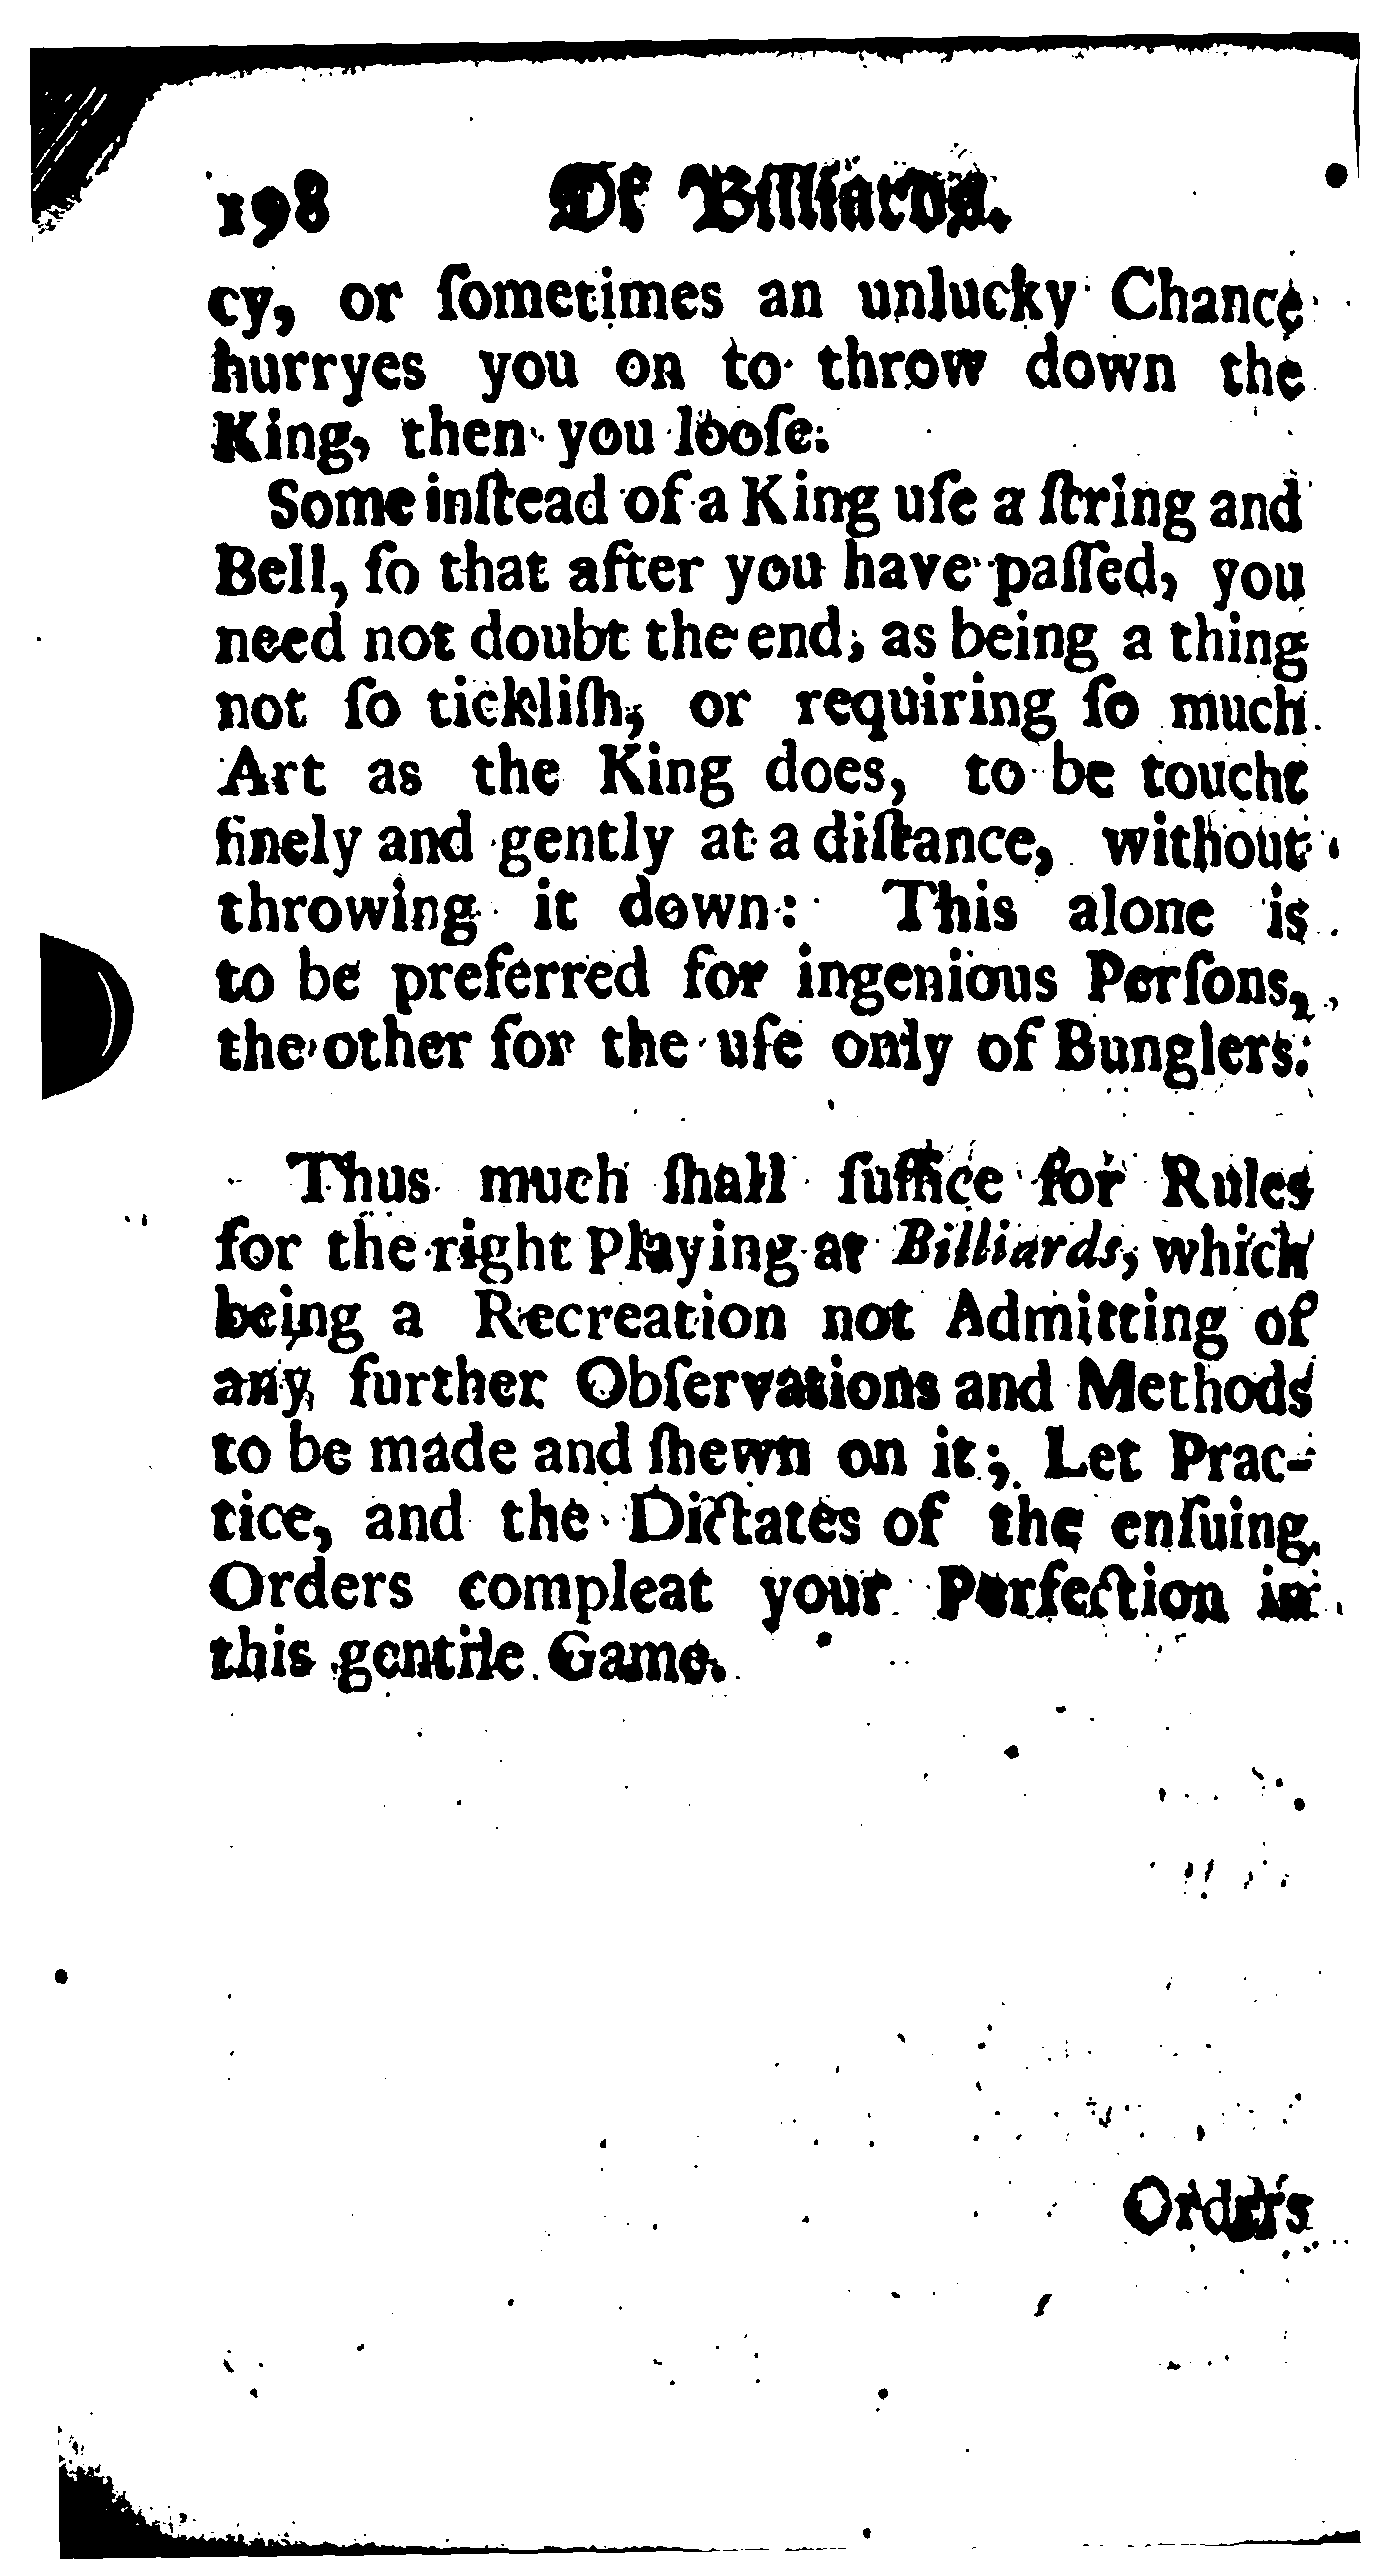 198 Of Billiards.
cy, or ſometimes an unlucky Chance
hurryes you on to throw down the
King, then you looſe.
Some inſtead of a King uſe a ſtring and
Bell, ſo that after you have paſſed, you
need not doubt the end, as being a thing
not ſo tickliſh, or requiring ſo much
Art as the King does, to be toucht
finely and gently at a diſtance, without
throwing it down: This alone is
to be preferred for ingenious Perſons,
the other for the uſe only of Bunglers.
Thus much ſhall ſuffice for Rules
for the right Playing at Billiards, which
being a Recreation not Admitting of
any further Obſervations and Methods
to be made and ſhewn on it; Let Prac-
tice, and the Dictates of the enſuing
Orders compleat your Perfection in
this gentile Game.
Orders